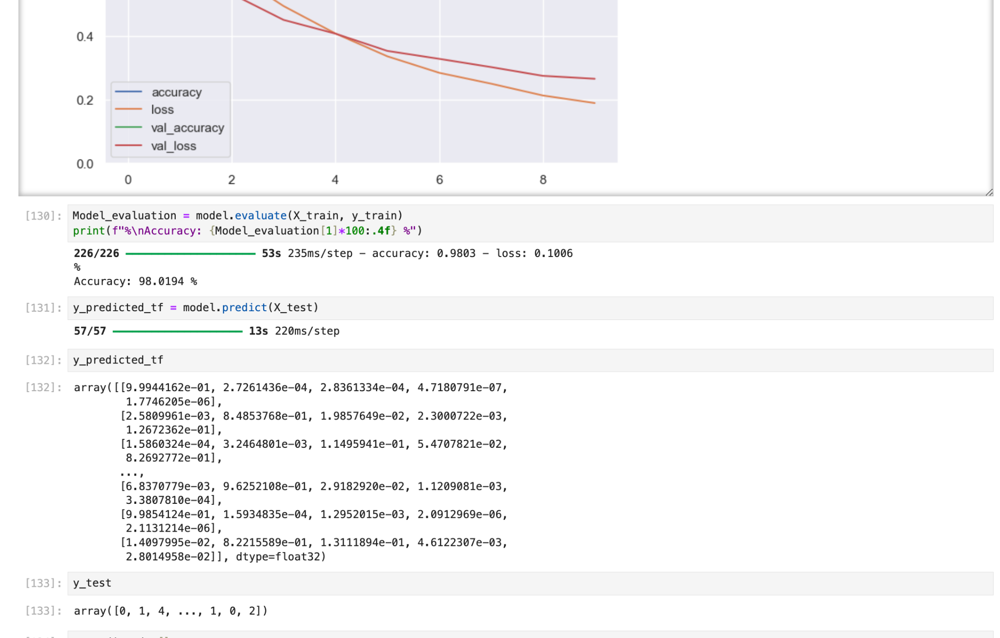 0.4
0.2
0.0
accuracy
loss
val_accuracy
val_loss
0 2 4 6 8
[130]: Model_evaluation = model.evaluate(X_train, y_train)
print(f"%\nAccuracy: {Model_evaluation[1]*100:.4f} %")
226/226 53s 235ms/step - accuracy: 0.9803 - loss: 0.1006
%
Accuracy: 98.0194 %
[131]: y_predicted_tf = model.predict(X_test)
57/57 13s 220ms/step
[132]: y_predicted_tf
[132]: array([[9.9944162e-01, 2.7261436e-04, 2.8361334e-04, 4.7180791e-07,
1.7746205e-06],
[2.5809961e-03, 8.4853768e-01, 1.9857649e-02, 2.3000722e-03,
1.2672362e-01],
[1.5860324e-04, 3.2464801e-03, 1.1495941e-01, 5.4707821e-02,
8.2692772e-01],
...,
[6.8370779e-03, 9.6252108e-01, 2.9182920e-02, 1.1209081e-03,
3.3807810e-04],
[9.9854124e-01, 1.5934835e-04, 1.2952015e-03, 2.0912969e-06,
2.1131214e-06],
[1.4097995e-02, 8.2215589e-01, 1.3111894e-01, 4.6122307e-03,
2.8014958e-02]], dtype=float32)
[133]: y_test
[133]: array([0, 1, 4, ..., 1, 0, 2])